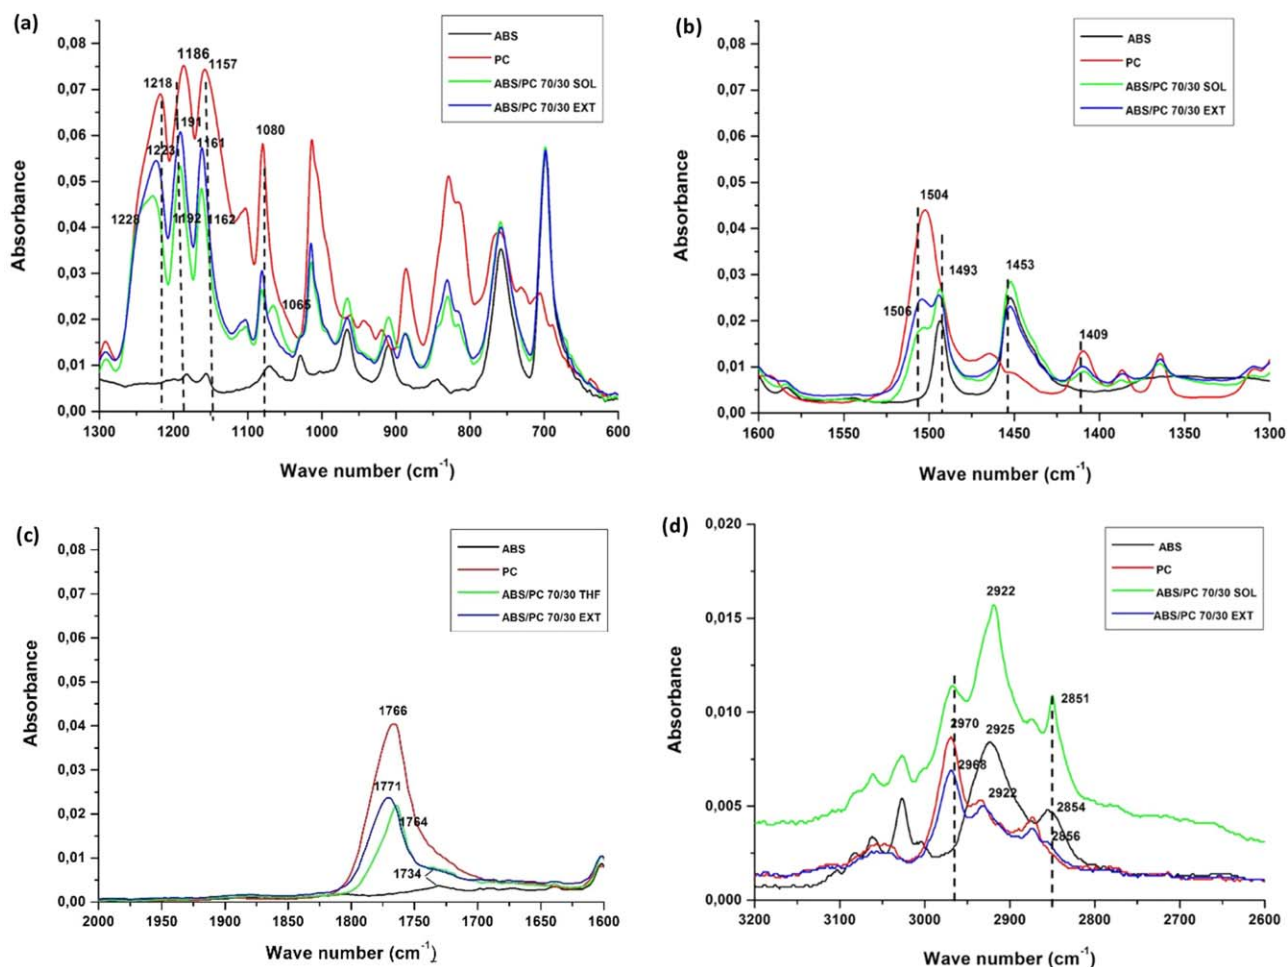 (a)
ABS
PC
ABS/PC 70/30 SOL
ABS/PC 70/30 EXT
0,08
0,07
0,06
0,05
0,04
0,03
0,02
0,01
0,00
Absorbance
1218
1186
1157
1191
1223
1161
1080
1228
1192
1162
1065
1300 1200 1100 1000 900 800 700 600
Wave number (cm-1)
(b)
ABS
PC
ABS/PC 70/30 SOL
ABS/PC 70/30 EXT
0,08
0,07
0,06
0,05
0,04
0,03
0,02
0,01
0,00
Absorbance
1504
1493
1453
1506
1409
1600 1550 1500 1450 1400 1350 1300
Wave number (cm-1)
(c)
ABS
PC
ABS/PC 70/30 THF
ABS/PC 70/30 EXT
0,08
0,07
0,06
0,05
0,04
0,03
0,02
0,01
0,00
Absorbance
1766
1771
1764
1734
2000 1950 1900 1850 1800 1750 1700 1650 1600
Wave number (cm-1)
(d)
ABS
PC
ABS/PC 70/30 SOL
ABS/PC 70/30 EXT
0,020
0,015
0,010
0,005
0,000
Absorbance
2922
2851
2970
2925
2968
2922
2854
2856
3200 3100 3000 2900 2800 2700 2600
Wave number (cm-1)